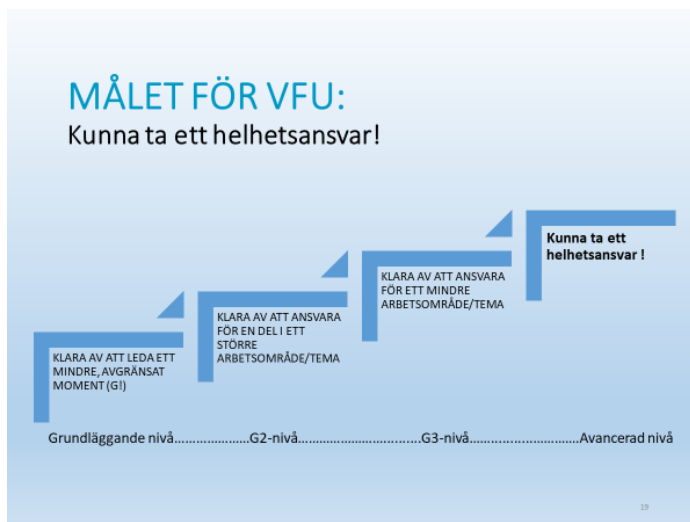 MÅLET FÖR VFU:
Kunna ta ett helhetsansvar!
Kunna ta ett
helhetsansvar !
KLARA AV ATT ANSVARA
FÖR ETT MINDRE
ARBETSOMRÅDE/TEMA
KLARA AV ATT ANSVARA
FÖR EN DEL I ETT
STÖRRE
ARBETSOMRÅDE/TEMA
KLARA AV ATT LEDA ETT
MINDRE, AVGRÄNSAT
MOMENT (G!)
Grundläggande nivå.....................G2-nivå..................................G3-nivå..............................Avancerad nivå
19